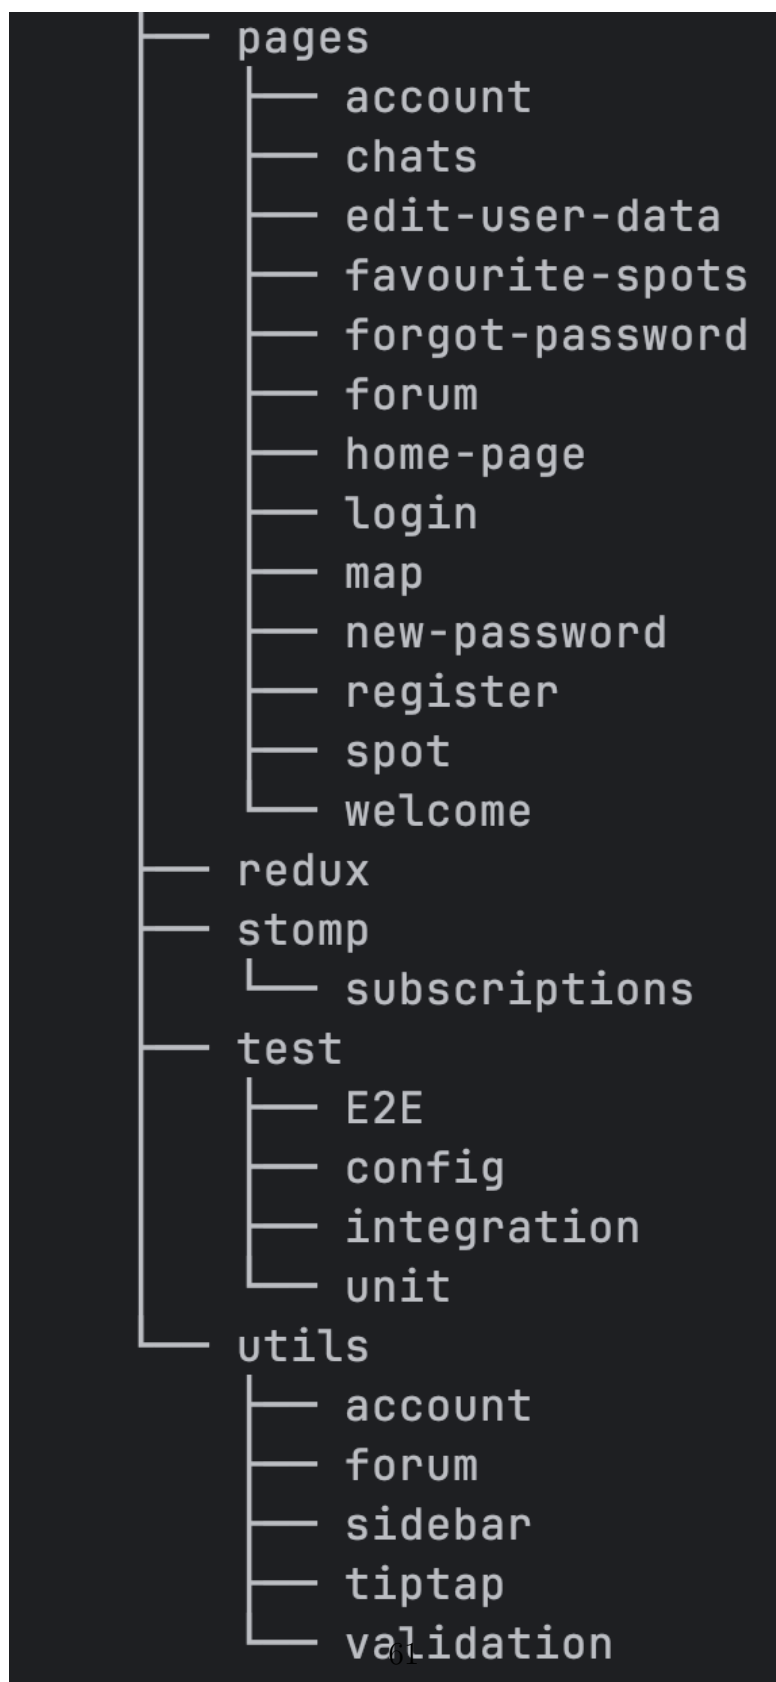 pages
account
chats
edit-user-data
favourite-spots
forgot-password
forum
home-page
login
map
new-password
register
spot
welcome
redux
stomp
subscriptions
test
E2E
config
integration
unit
utils
account
forum
sidebar
tiptap
validation
61